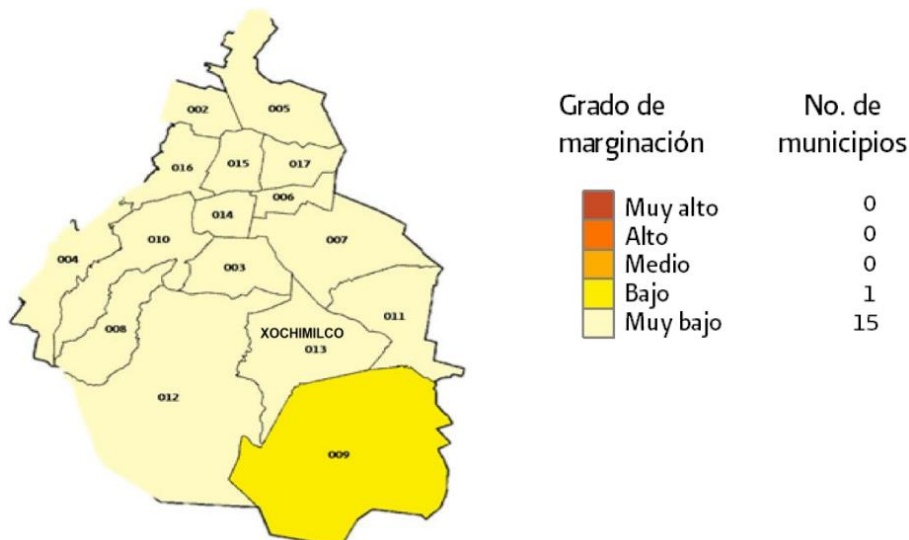 002
005
016
015
017
006
014
004
010
007
003
011
008
XOCHIMILCO
013
012
009
Grado de marginación
No. de municipios
Muy alto 0
Alto 0
Medio 0
Bajo 1
Muy bajo 15